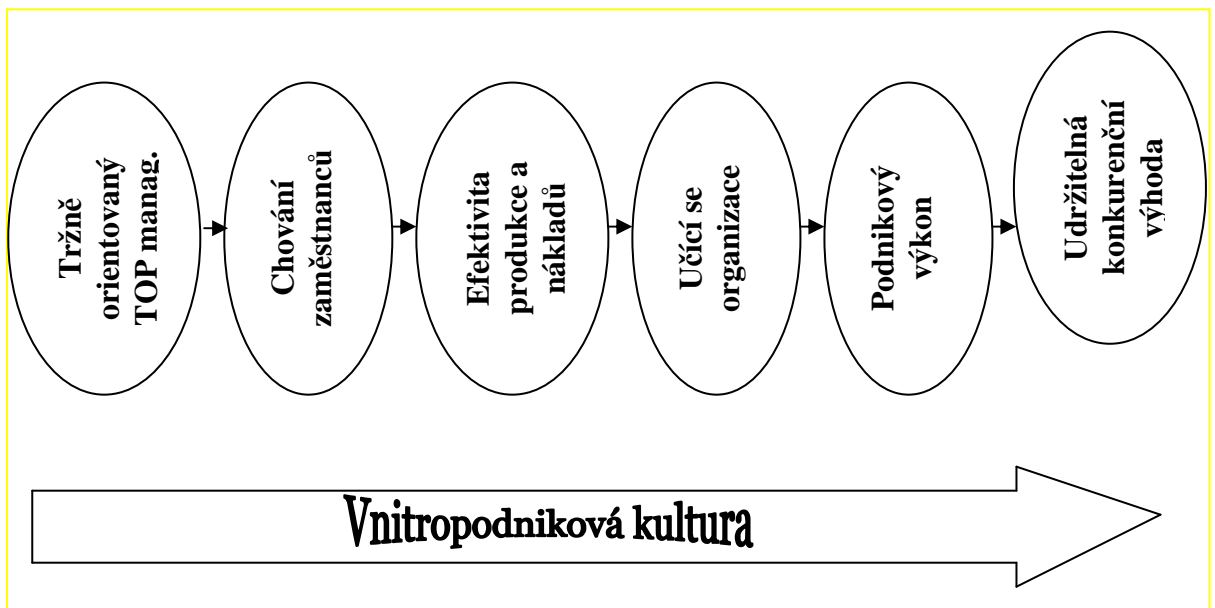 Tržně
orientovaný
TOP manag.
Chování
zaměstnanců
Efektivita
produkce a
nákladů
Učící se
organizace
Podnikový
výkon
Udržitelná
konkurenční
výhoda
Vnitropodniková kultura